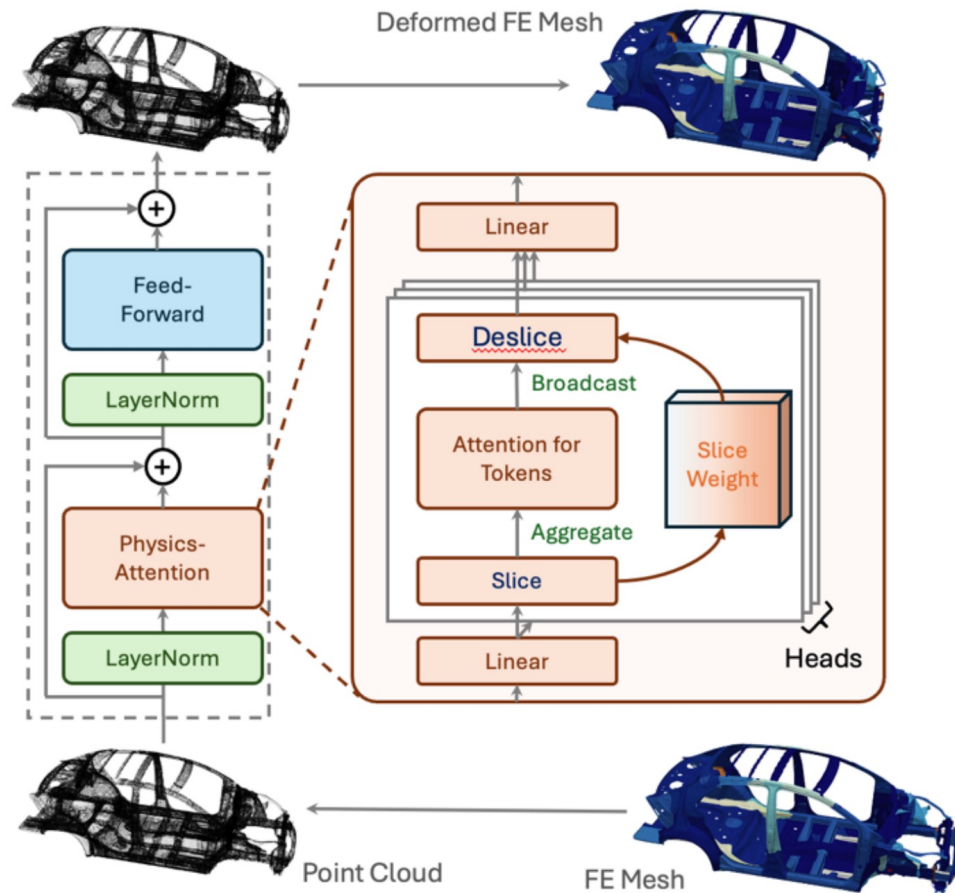 Deformed FE Mesh
+
Feed-
Forward
LayerNorm
+
Physics-
Attention
LayerNorm
Linear
Deslice
Broadcast
Attention for
Tokens
Slice
Weight
Aggregate
Slice
Linear
Heads
Point Cloud
FE Mesh